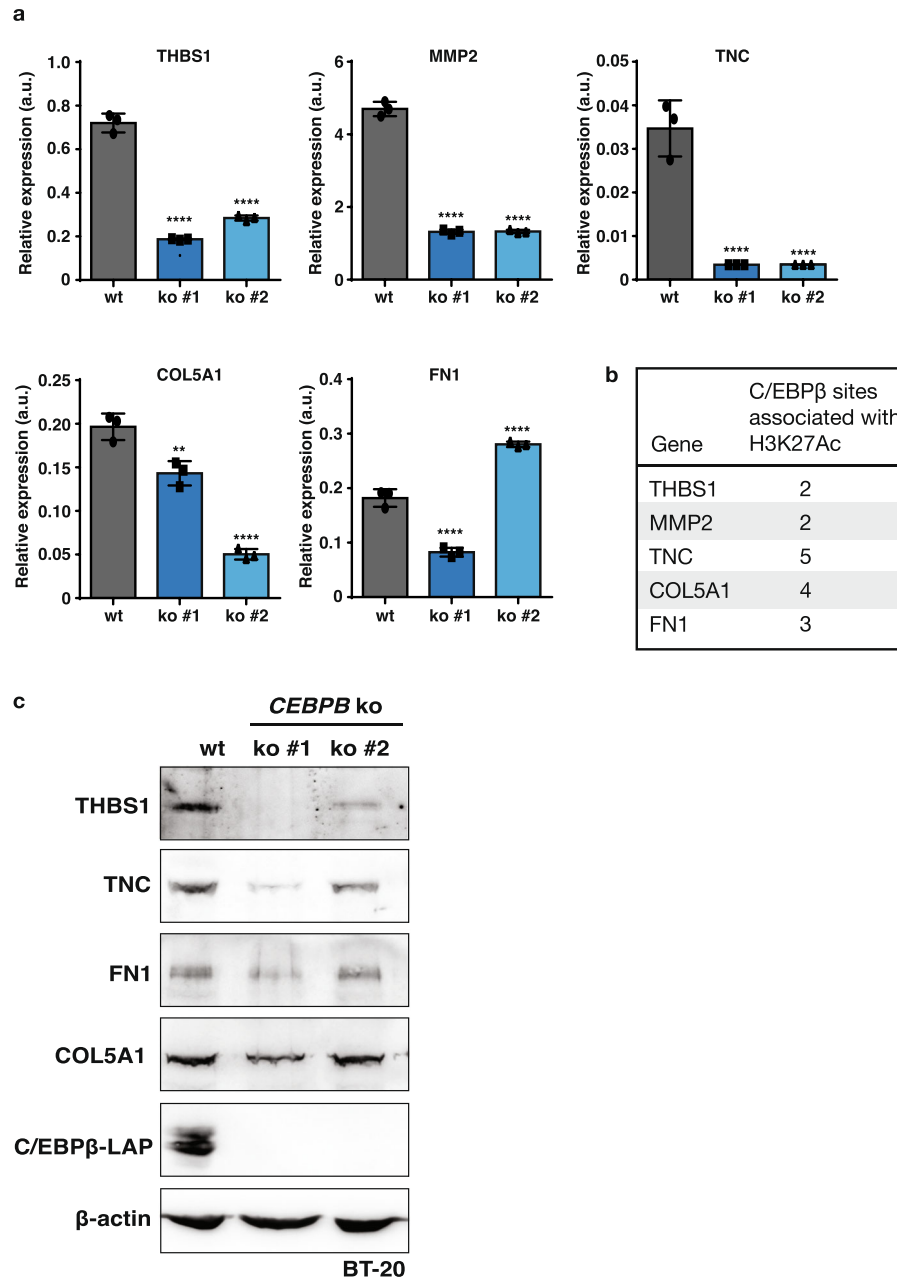 a
THBS1
Relative expression (a.u.)
1.0
0.8
0.6
0.4
0.2
0
****
****
wt
ko #1
ko #2
MMP2
Relative expression (a.u.)
6
4
2
0
****
****
wt
ko #1
ko #2
TNC
Relative expression (a.u.)
0.05
0.04
0.03
0.02
0.01
0
****
****
wt
ko #1
ko #2
COL5A1
Relative expression (a.u.)
0.25
0.20
0.15
0.10
0.05
0
**
****
wt
ko #1
ko #2
FN1
Relative expression (a.u.)
0.4
0.3
0.2
0.1
0
****
****
wt
ko #1
ko #2
b
Gene
C/EBPβ sites
associated with
H3K27Ac
THBS1 2
MMP2 2
TNC 5
COL5A1 4
FN1 3
c
CEBPB ko
wt ko #1 ko #2
THBS1
TNC
FN1
COL5A1
C/EBPβ-LAP
β-actin
BT-20